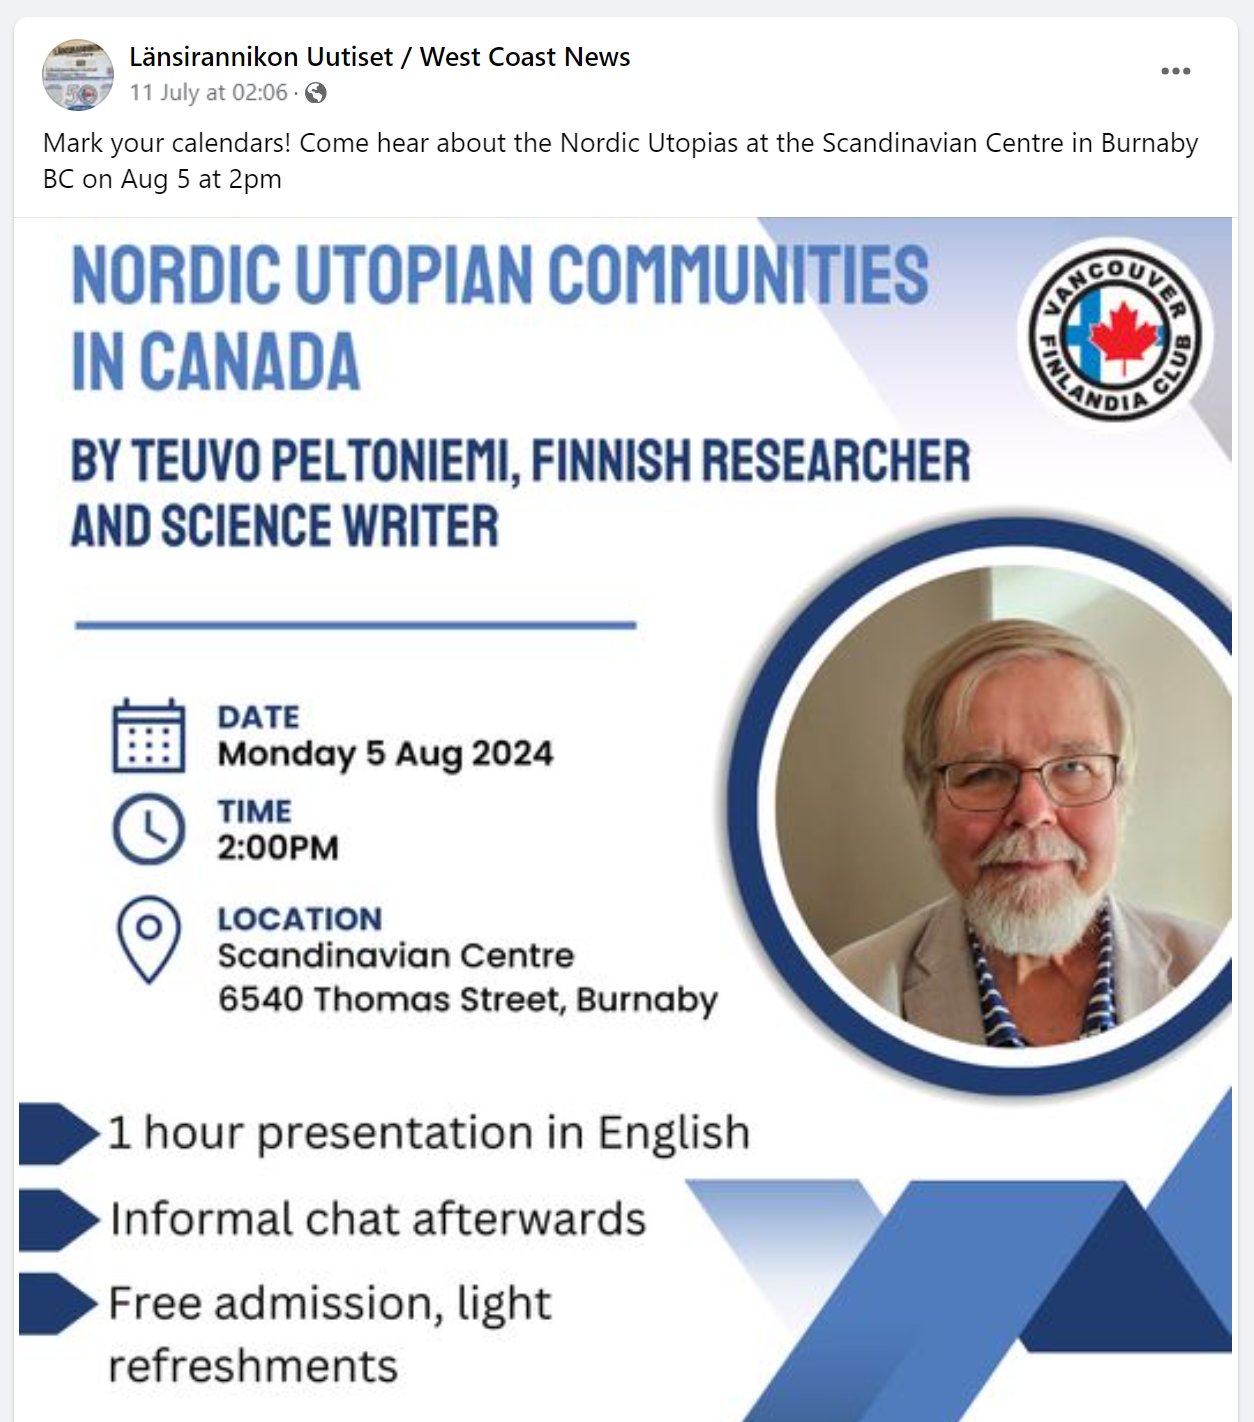 Länsirannikon Uutiset / West Coast News
11 July at 02:06 ·
Mark your calendars! Come hear about the Nordic Utopias at the Scandinavian Centre in Burnaby
BC on Aug 5 at 2pm
NORDIC UTOPIAN COMMUNITIES
IN CANADA
VANCOUVER
FINLANDIA CLUB
BY TEUVO PELTONIEMI, FINNISH RESEARCHER
AND SCIENCE WRITER
DATE
Monday 5 Aug 2024
TIME
2:00PM
LOCATION
Scandinavian Centre
6540 Thomas Street, Burnaby
1 hour presentation in English
Informal chat afterwards
Free admission, light
refreshments